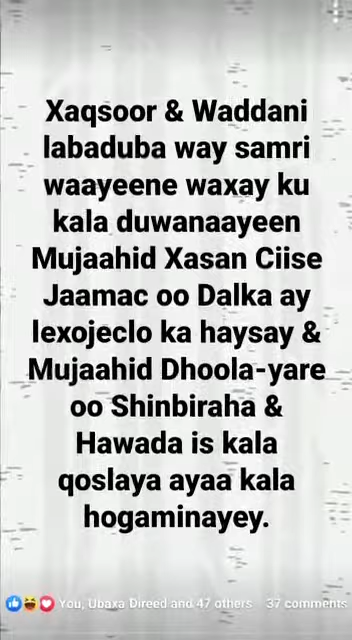 Xaqsoor & Waddani
labaduba way samri
waayeene waxay ku
kala duwanaayeen
Mujaahid Xasan Ciise
Jaamac oo Dalka ay
lexojeclo ka haysay &
Mujaahid Dhoola-yare
oo Shinbiraha &
Hawada is kala
qoslaya ayaa kala
hogaminayey.
You, Ubaxa Direed and 47 others 37 comments